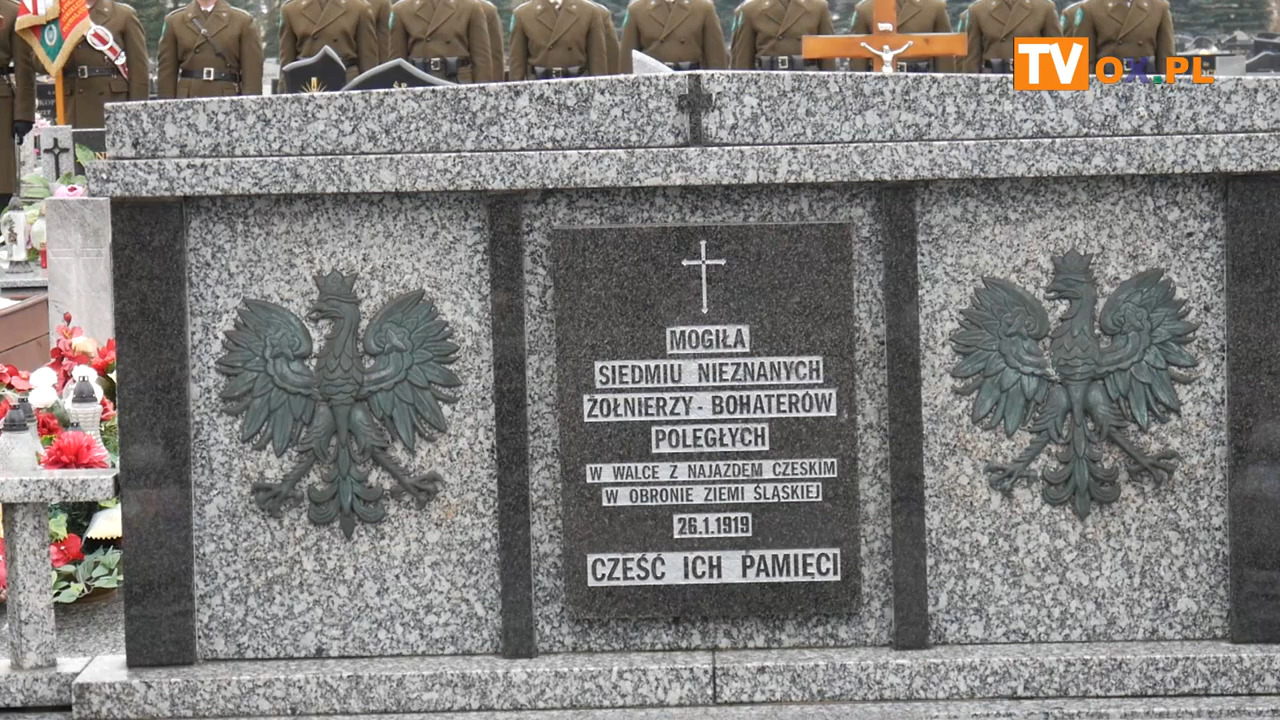 TVOX.PL
MOGIŁA
SIEDMIU NIEZNANYCH
ŻOŁNIERZY - BOHATERÓW
POLEGŁYCH
W WALCE Z NAJAZDEM CZESKIM
W OBRONIE ZIEMI ŚLĄSKIEJ
26.1.1919
CZEŚĆ ICH PAMIĘCI